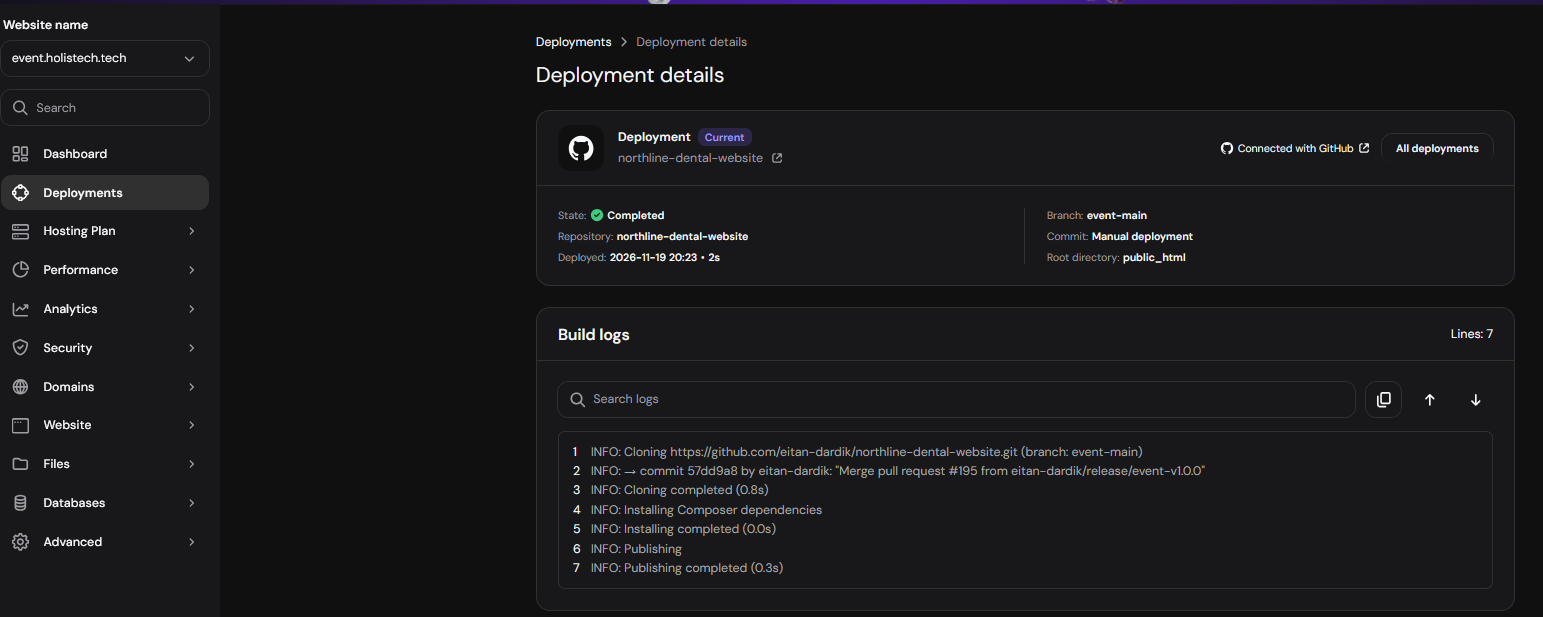 Website name
event.holistech.tech
Search
Dashboard
Deployments
Hosting Plan
Performance
Analytics
Security
Domains
Website
Files
Databases
Advanced
Deployments > Deployment details
Deployment details
Deployment Current
northline-dental-website
Connected with GitHub
All deployments
State: Completed
Repository: northline-dental-website
Deployed: 2026-11-19 20:23 • 2s
Branch: event-main
Commit: Manual deployment
Root directory: public_html
Build logs
Lines: 7
Search logs
1 INFO: Cloning https://github.com/eitan-dardik/northline-dental-website.git (branch: event-main)
2 INFO: → commit 57dd9a8 by eitan-dardik: "Merge pull request #195 from eitan-dardik/release/event-v1.0.0"
3 INFO: Cloning completed (0.8s)
4 INFO: Installing Composer dependencies
5 INFO: Installing completed (0.0s)
6 INFO: Publishing
7 INFO: Publishing completed (0.3s)